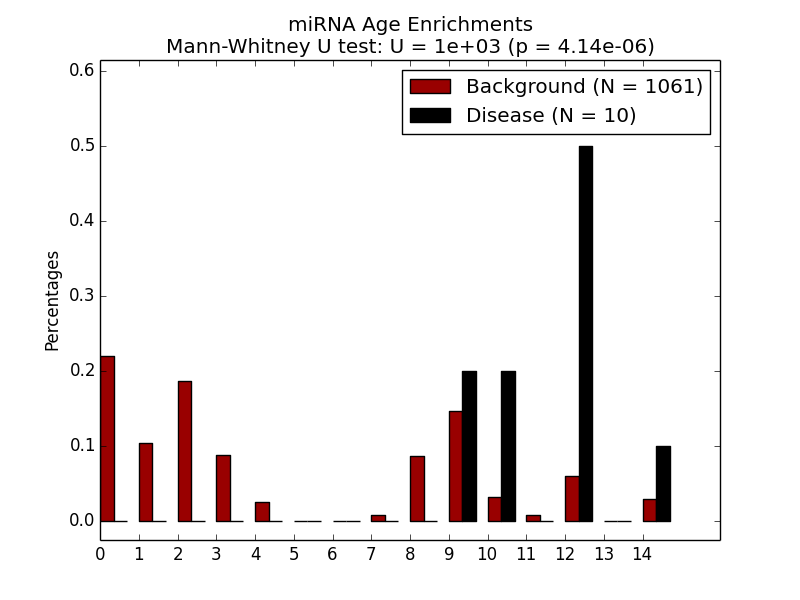 miRNA Age Enrichments
Mann-Whitney U test: U = 1e+03 (p = 4.14e-06)
Background (N = 1061)
Disease (N = 10)
Percentages
0.6
0.5
0.4
0.3
0.2
0.1
0.0
0 1 2 3 4 5 6 7 8 9 10 11 12 13 14